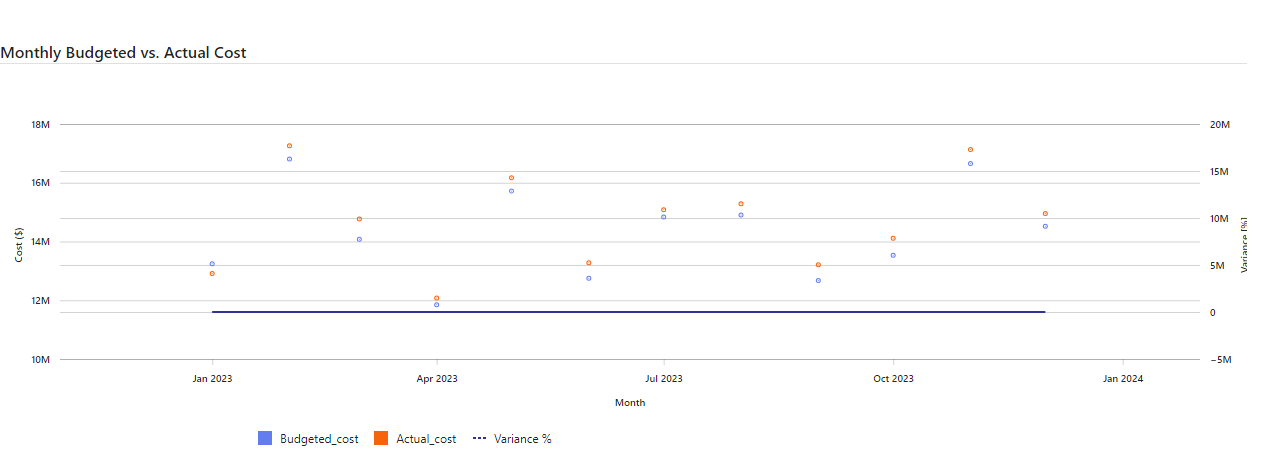 Monthly Budgeted vs. Actual Cost
18M
20M
15M
16M
10M
14M
5M
12M
0
10M
−5M
Cost ($)
Variance [%]
Jan 2023
Apr 2023
Jul 2023
Oct 2023
Jan 2024
Month
Budgeted_cost
Actual_cost
Variance %